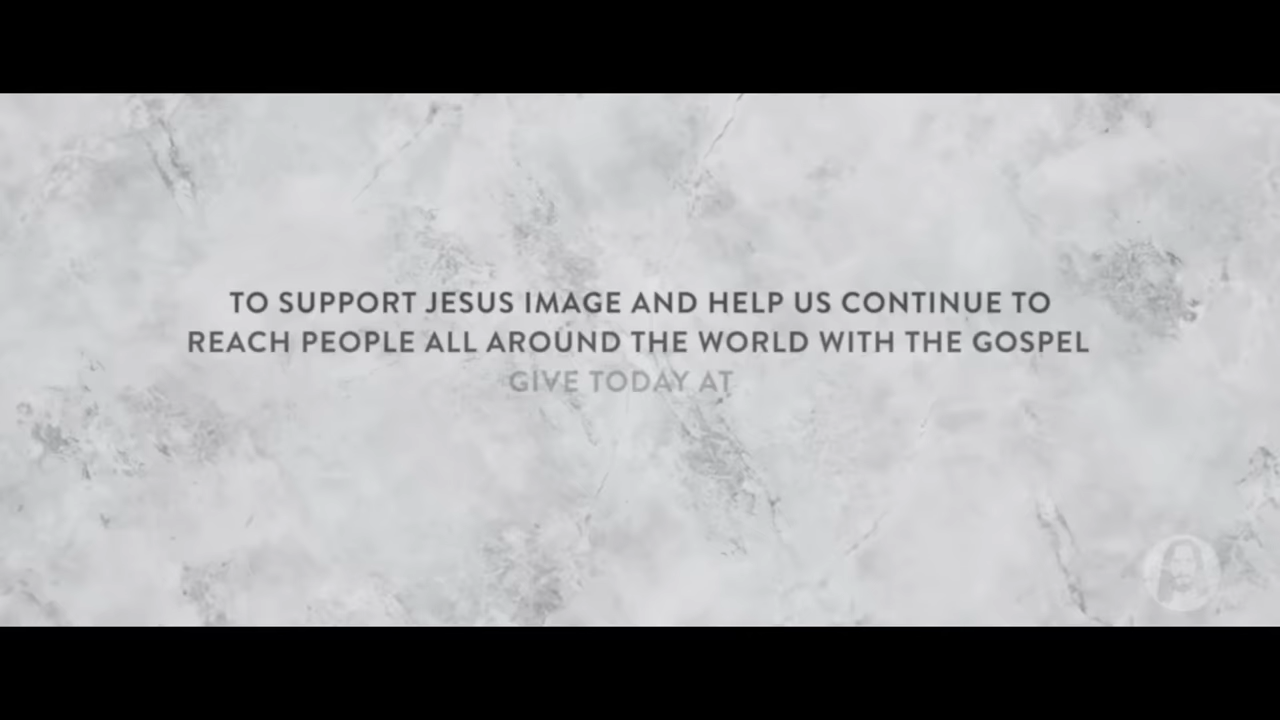 TO SUPPORT JESUS IMAGE AND HELP US CONTINUE TO
REACH PEOPLE ALL AROUND THE WORLD WITH THE GOSPEL
GIVE TODAY AT